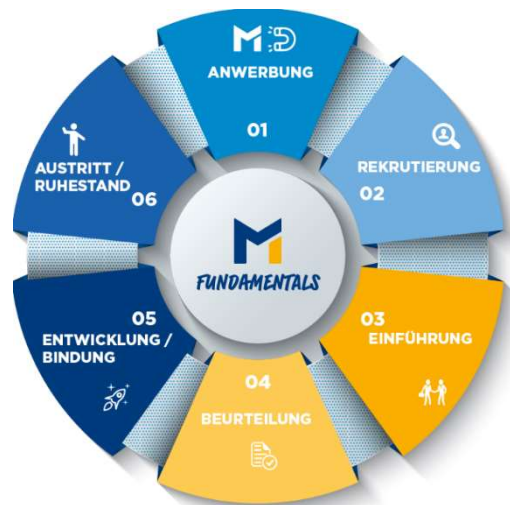 M
ANWERBUNG
01
REKRUTIERUNG
02
03
EINFÜHRUNG
04
BEURTEILUNG
05
ENTWICKLUNG /
BINDUNG
AUSTRITT /
RUHESTAND
06
M
FUNDAMENTALS